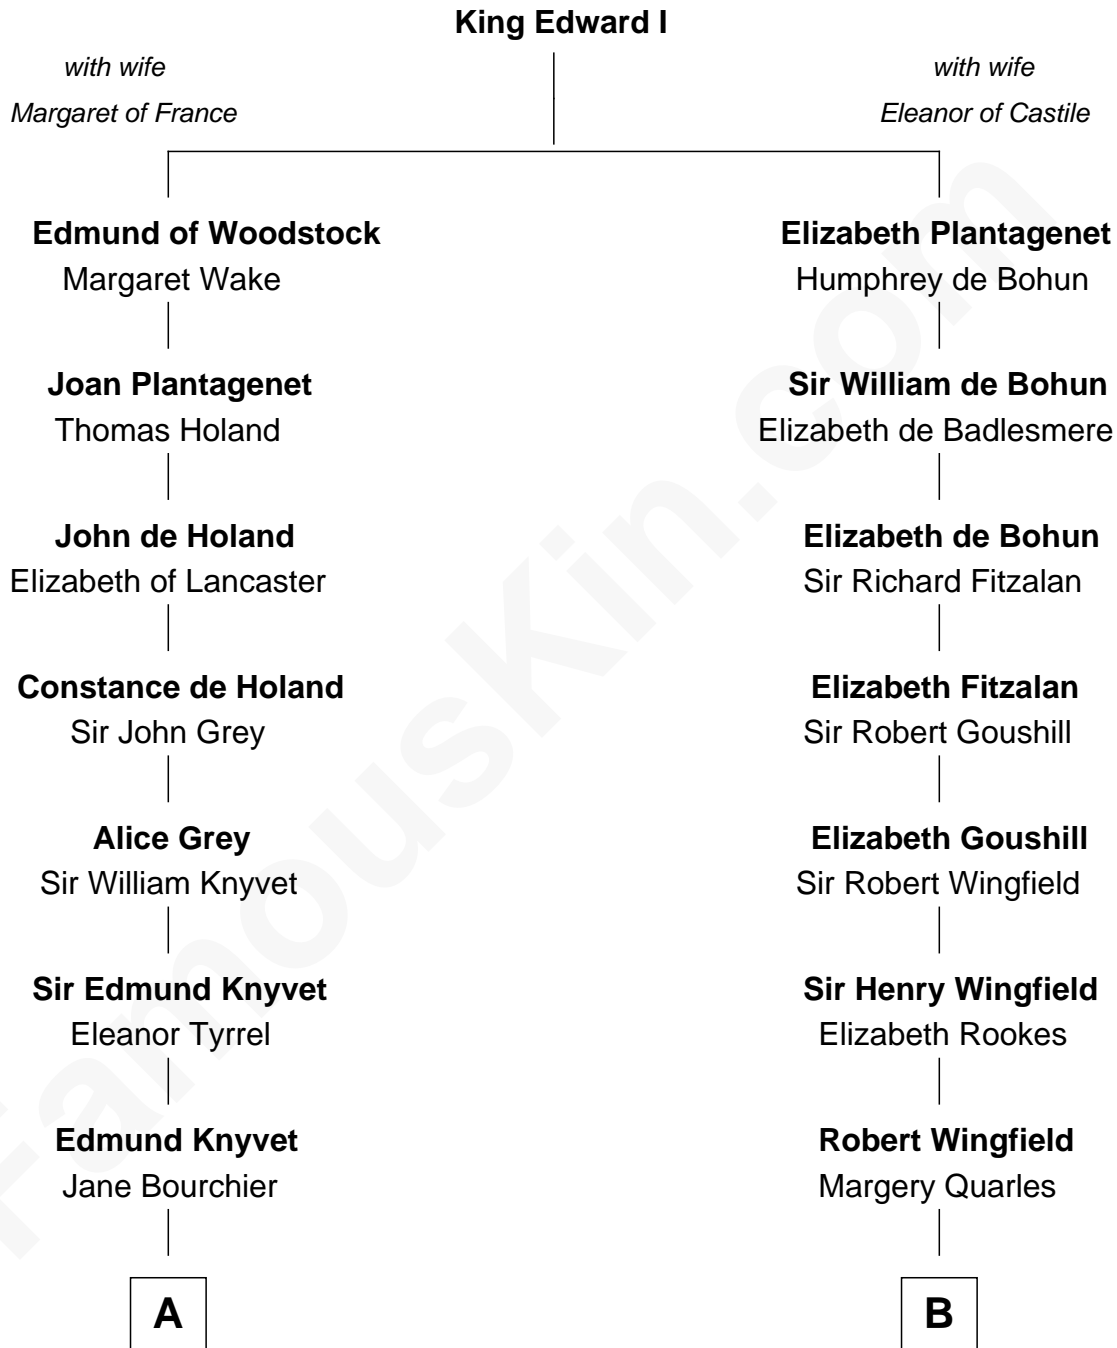 King Edward I
with wife
Margaret of France
with wife
Eleanor of Castile
Edmund of Woodstock
Margaret Wake
Elizabeth Plantagenet
Humphrey de Bohun
Joan Plantagenet
Thomas Holand
Sir William de Bohun
Elizabeth de Badlesmere
John de Holand
Elizabeth of Lancaster
Elizabeth de Bohun
Sir Richard Fitzalan
Constance de Holand
Sir John Grey
Elizabeth Fitzalan
Sir Robert Goushill
Alice Grey
Sir William Knyvet
Elizabeth Goushill
Sir Robert Wingfield
Sir Edmund Knyvet
Eleanor Tyrrel
Sir Henry Wingfield
Elizabeth Rookes
Edmund Knyvet
Jane Bourchier
Robert Wingfield
Margery Quarles
A
B
FamousKin.com